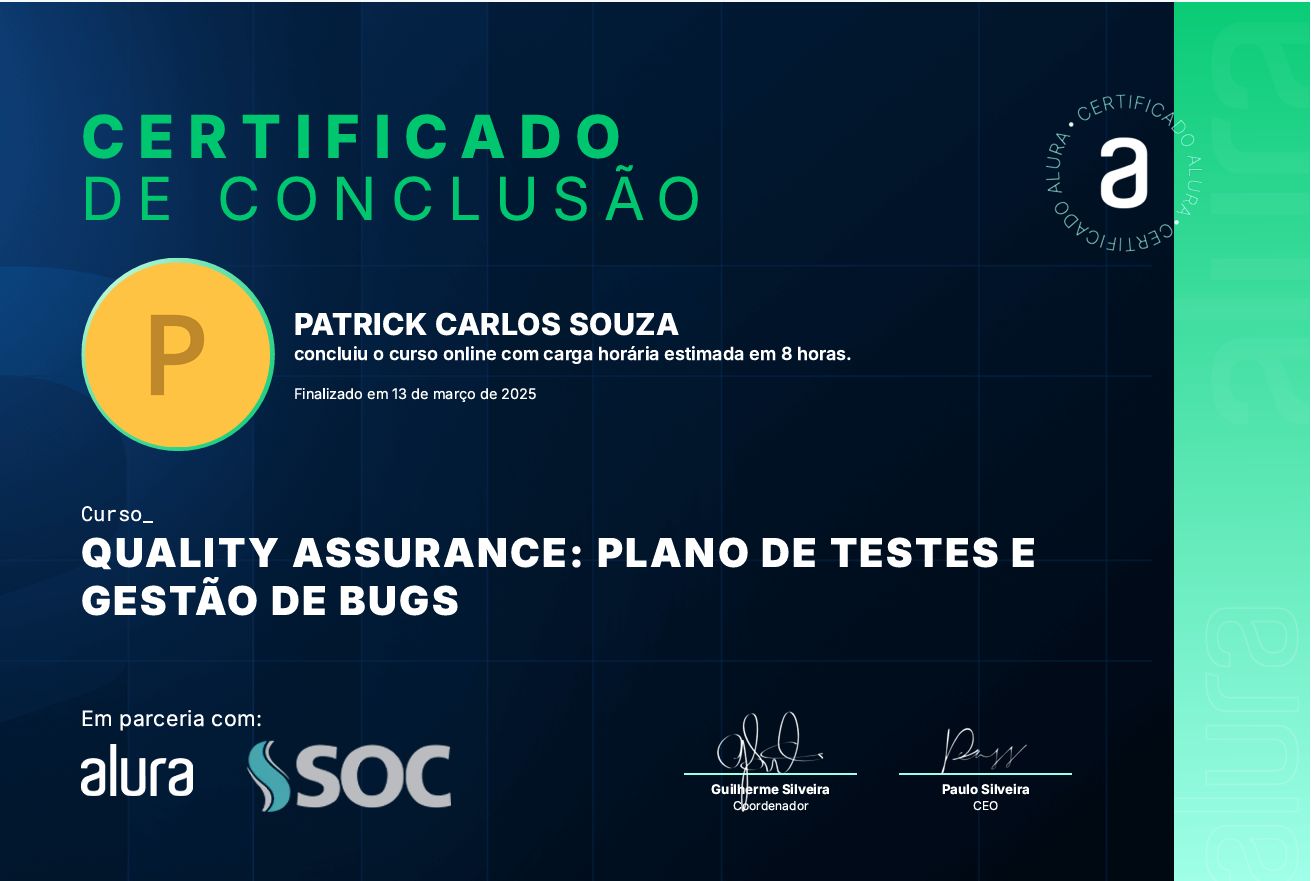 CERTIFICADO
DE CONCLUSÃO
CERTIFICADO ALURA • CERTIFICADO ALURA •
a
P
PATRICK CARLOS SOUZA
concluiu o curso online com carga horária estimada em 8 horas.
Finalizado em 13 de março de 2025
Curso_
QUALITY ASSURANCE: PLANO DE TESTES E
GESTÃO DE BUGS
Em parceria com:
alura SOC
Guilherme Silveira
Coordenador
Paulo Silveira
CEO
alura
alura